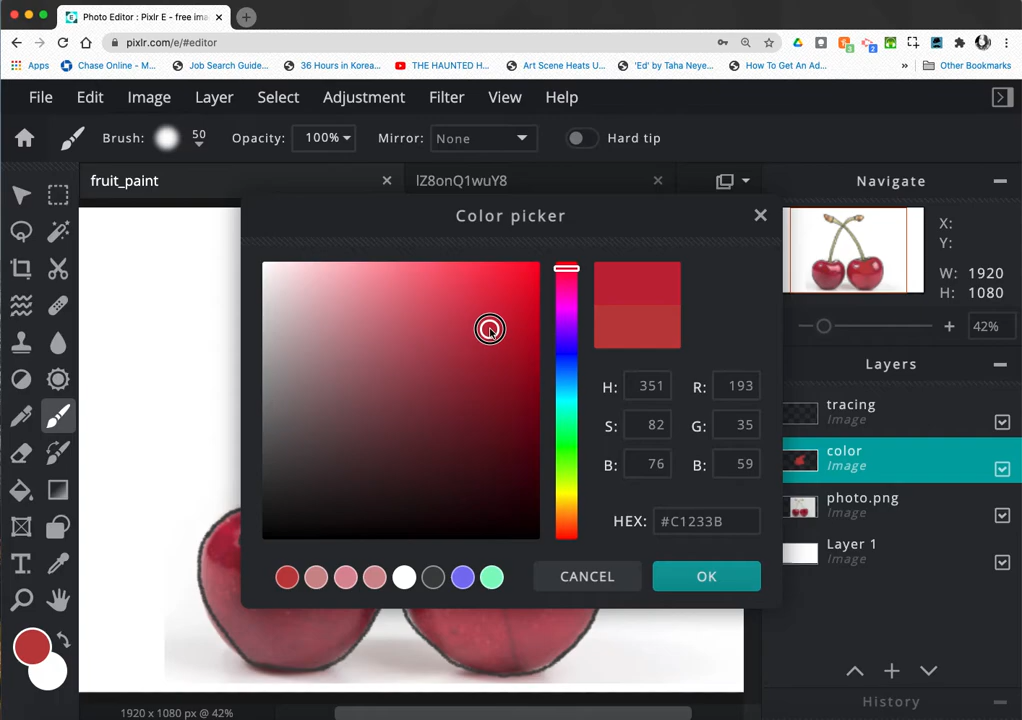 Photo Editor : Pixlr E - free ima
pixlr.com/e/#editor
3
2
Apps
Chase Online - M...
Job Search Guide...
36 Hours in Korea...
THE HAUNTED H...
Art Scene Heats U...
'Ed' by Taha Neye...
How To Get An Ad...
»
Other Bookmarks
File Edit Image Layer Select Adjustment Filter View Help
Brush: 50 Opacity: 100% Mirror: None Hard tip
fruit_paint
IZ8onQ1wuY8
Navigate
X:
Y:
W: 1920
H: 1080
42%
Color picker
H: 351 R: 193
S: 82 G: 35
B: 76 B: 59
HEX: #C1233B
CANCEL OK
Layers
tracing
Image
color
Image
photo.png
Image
Layer 1
Image
History
1920 x 1080 px @ 42%